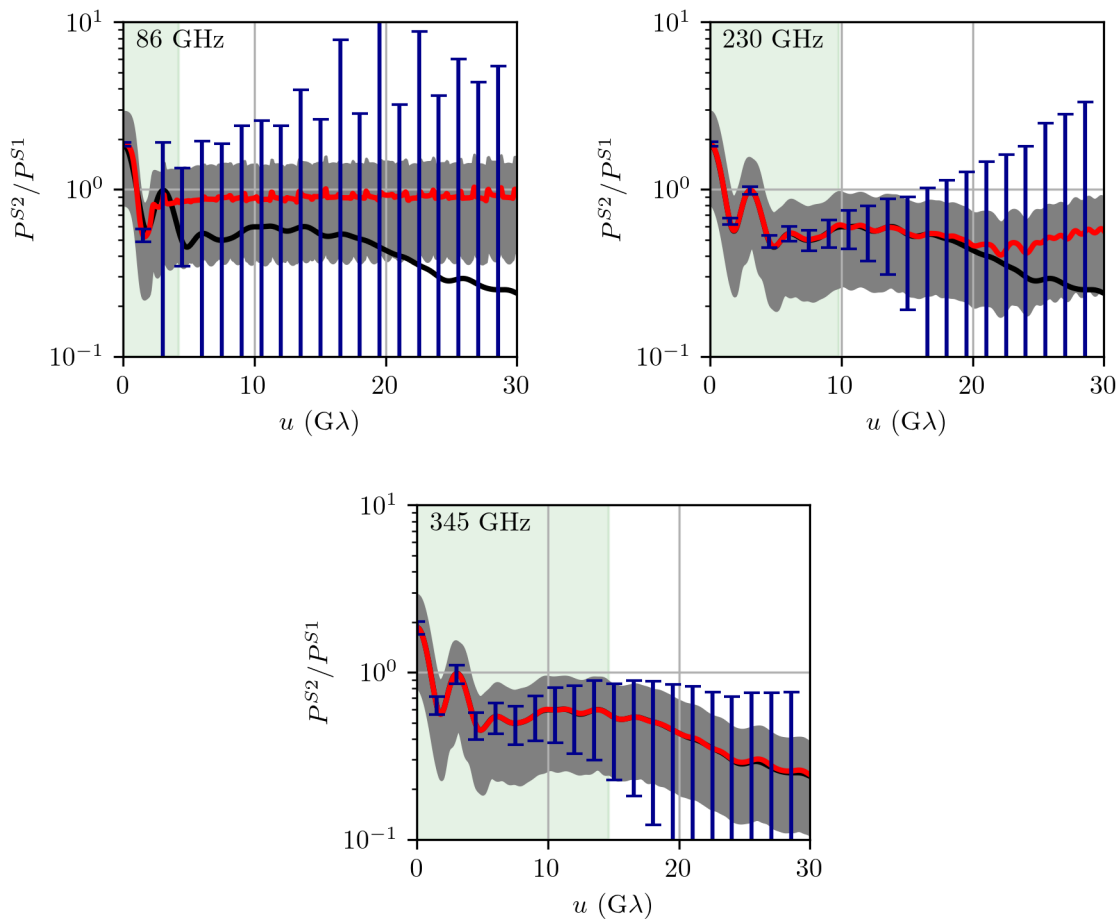 86 GHz
10^1
10^0
10^{-1}
P^{S2}/P^{S1}
0 10 20 30
u (Gλ)
230 GHz
10^1
10^0
10^{-1}
P^{S2}/P^{S1}
0 10 20 30
u (Gλ)
345 GHz
10^1
10^0
10^{-1}
P^{S2}/P^{S1}
0 10 20 30
u (Gλ)